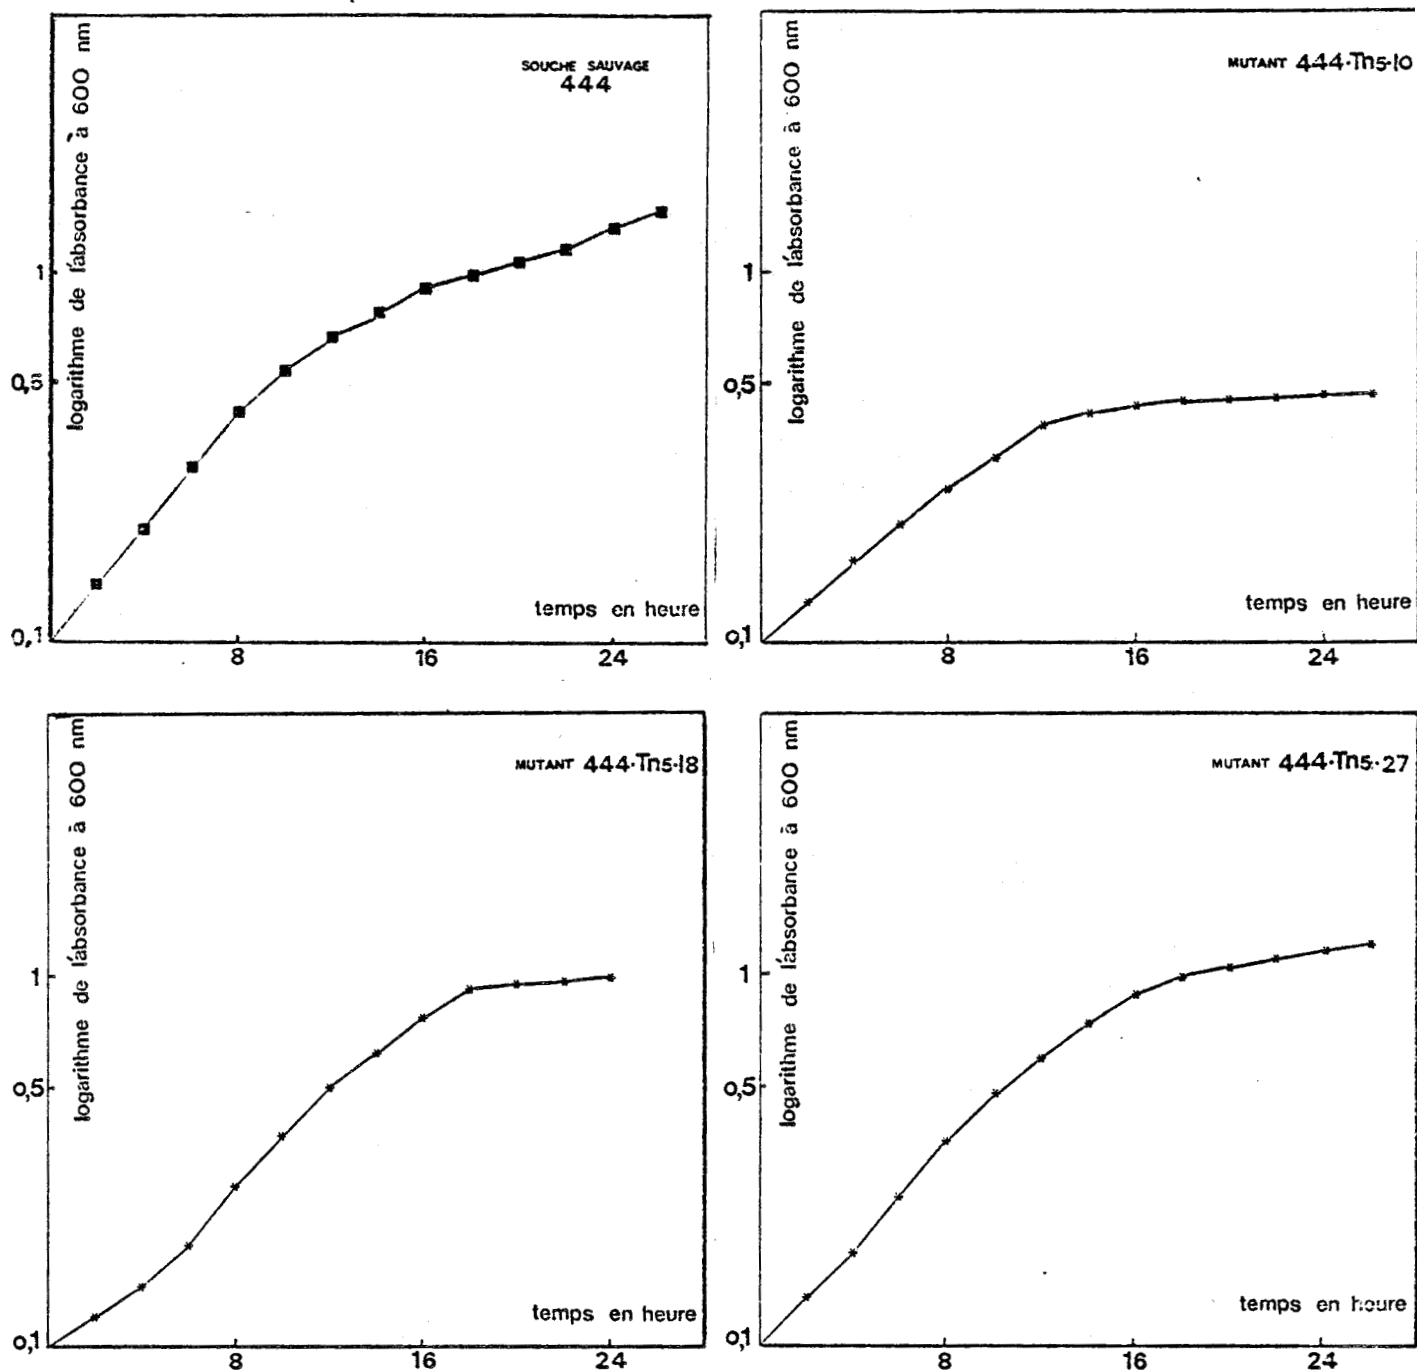 logarithme de l'absorbance à 600 nm
SOUCHE SAUVAGE
444
1
0,5
0,1
temps en heure
8 16 24
logarithme de l'absorbance à 600 nm
MUTANT 444-Tn5-10
1
0,5
0,1
temps en heure
8 16 24
logarithme de l'absorbance à 600 nm
MUTANT 444-Tn5-18
1
0,5
0,1
temps en heure
8 16 24
logarithme de l'absorbance à 600 nm
MUTANT 444-Tn5-27
1
0,5
0,1
temps en heure
8 16 24